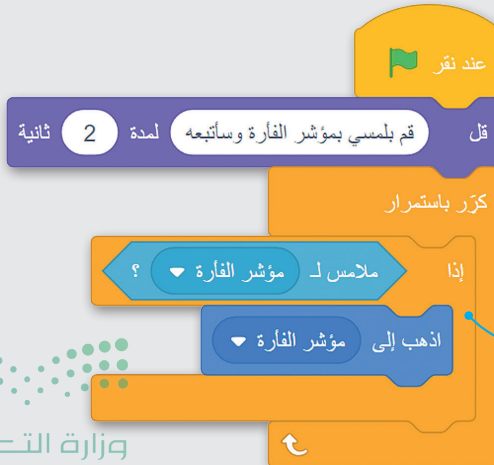 عند نقر
قل قم بلمسي بمؤشر الفأرة وسأتبعه لمدة 2 ثانية
كرّر باستمرار
إذا ملامس لـ مؤشر الفأرة ؟
اذهب إلى مؤشر الفأرة
وزارة